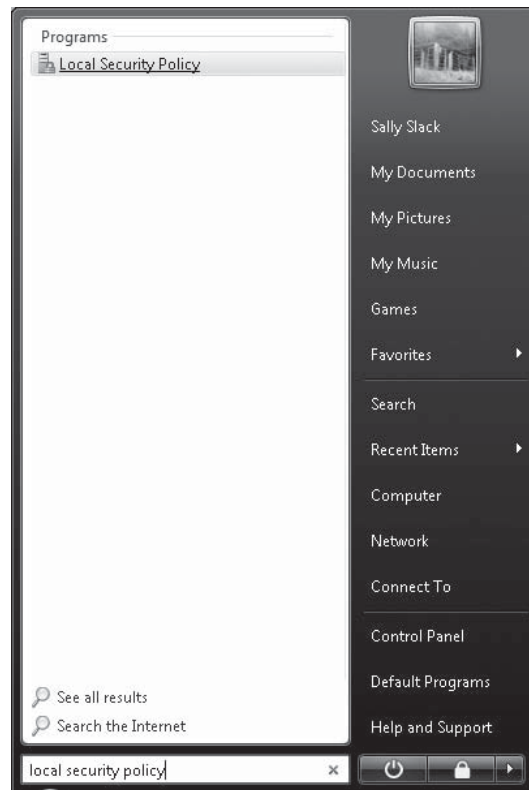 Programs
Local Security Policy
See all results
Search the Internet
local security policy
Sally Slack
My Documents
My Pictures
My Music
Games
Favorites
Search
Recent Items
Computer
Network
Connect To
Control Panel
Default Programs
Help and Support